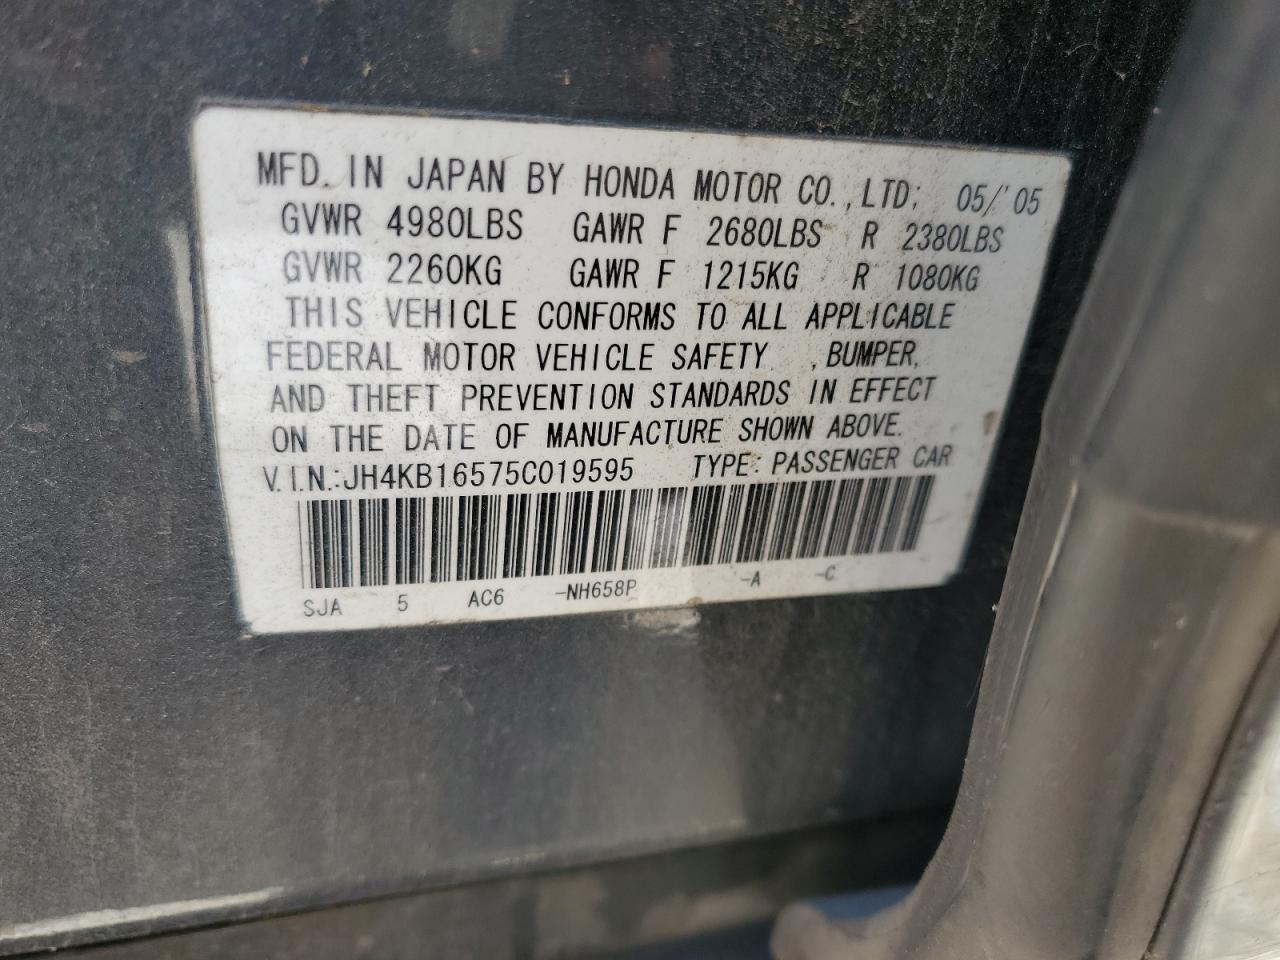 MFD. IN JAPAN BY HONDA MOTOR CO., LTD; 05/'05
GVWR 4980LBS GAWR F 2680LBS R 2380LBS
GVWR 2260KG GAWR F 1215KG R 1080KG
THIS VEHICLE CONFORMS TO ALL APPLICABLE
FEDERAL MOTOR VEHICLE SAFETY , BUMPER,
AND THEFT PREVENTION STANDARDS IN EFFECT
ON THE DATE OF MANUFACTURE SHOWN ABOVE.
V.I.N.:JH4KB16575C019595 TYPE: PASSENGER CAR
SJA 5 AC6 -NH658P -A -C